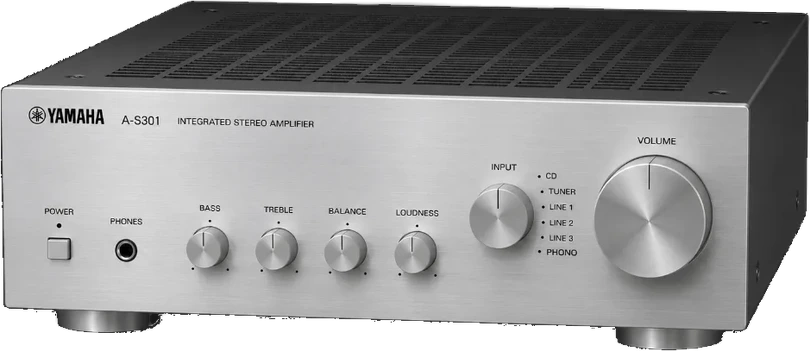 YAMAHA A-S301 INTEGRATED STEREO AMPLIFIER
VOLUME
INPUT
CD
TUNER
LINE 1
LINE 2
LINE 3
PHONO
POWER
PHONES
BASS
TREBLE
BALANCE
LOUDNESS